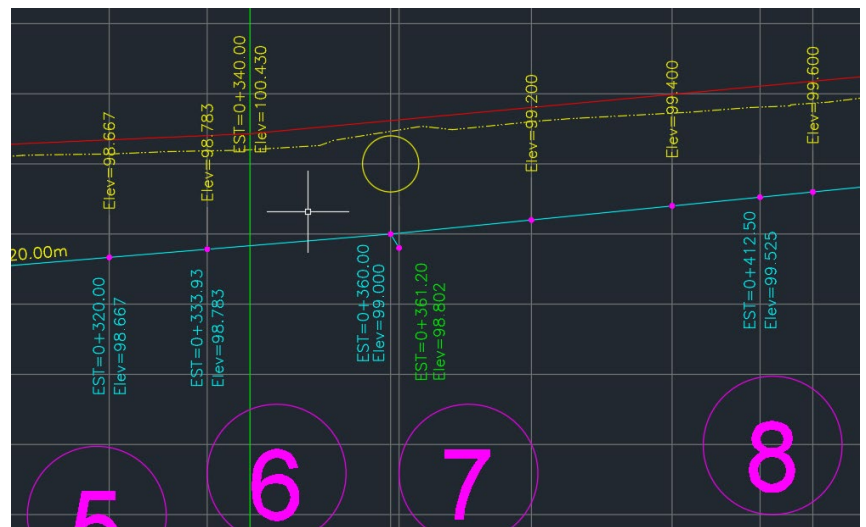 Elev=98.667
Elev=98.783
EST=0+340.00
Elev=100.430
Elev=99.200
Elev=99.400
Elev=99.600
20.00m
EST=0+320.00
Elev=98.667
EST=0+333.93
Elev=98.783
EST=0+360.00
Elev=99.000
EST=0+361.20
Elev=98.802
EST=0+412.50
Elev=99.525
5
6
7
8